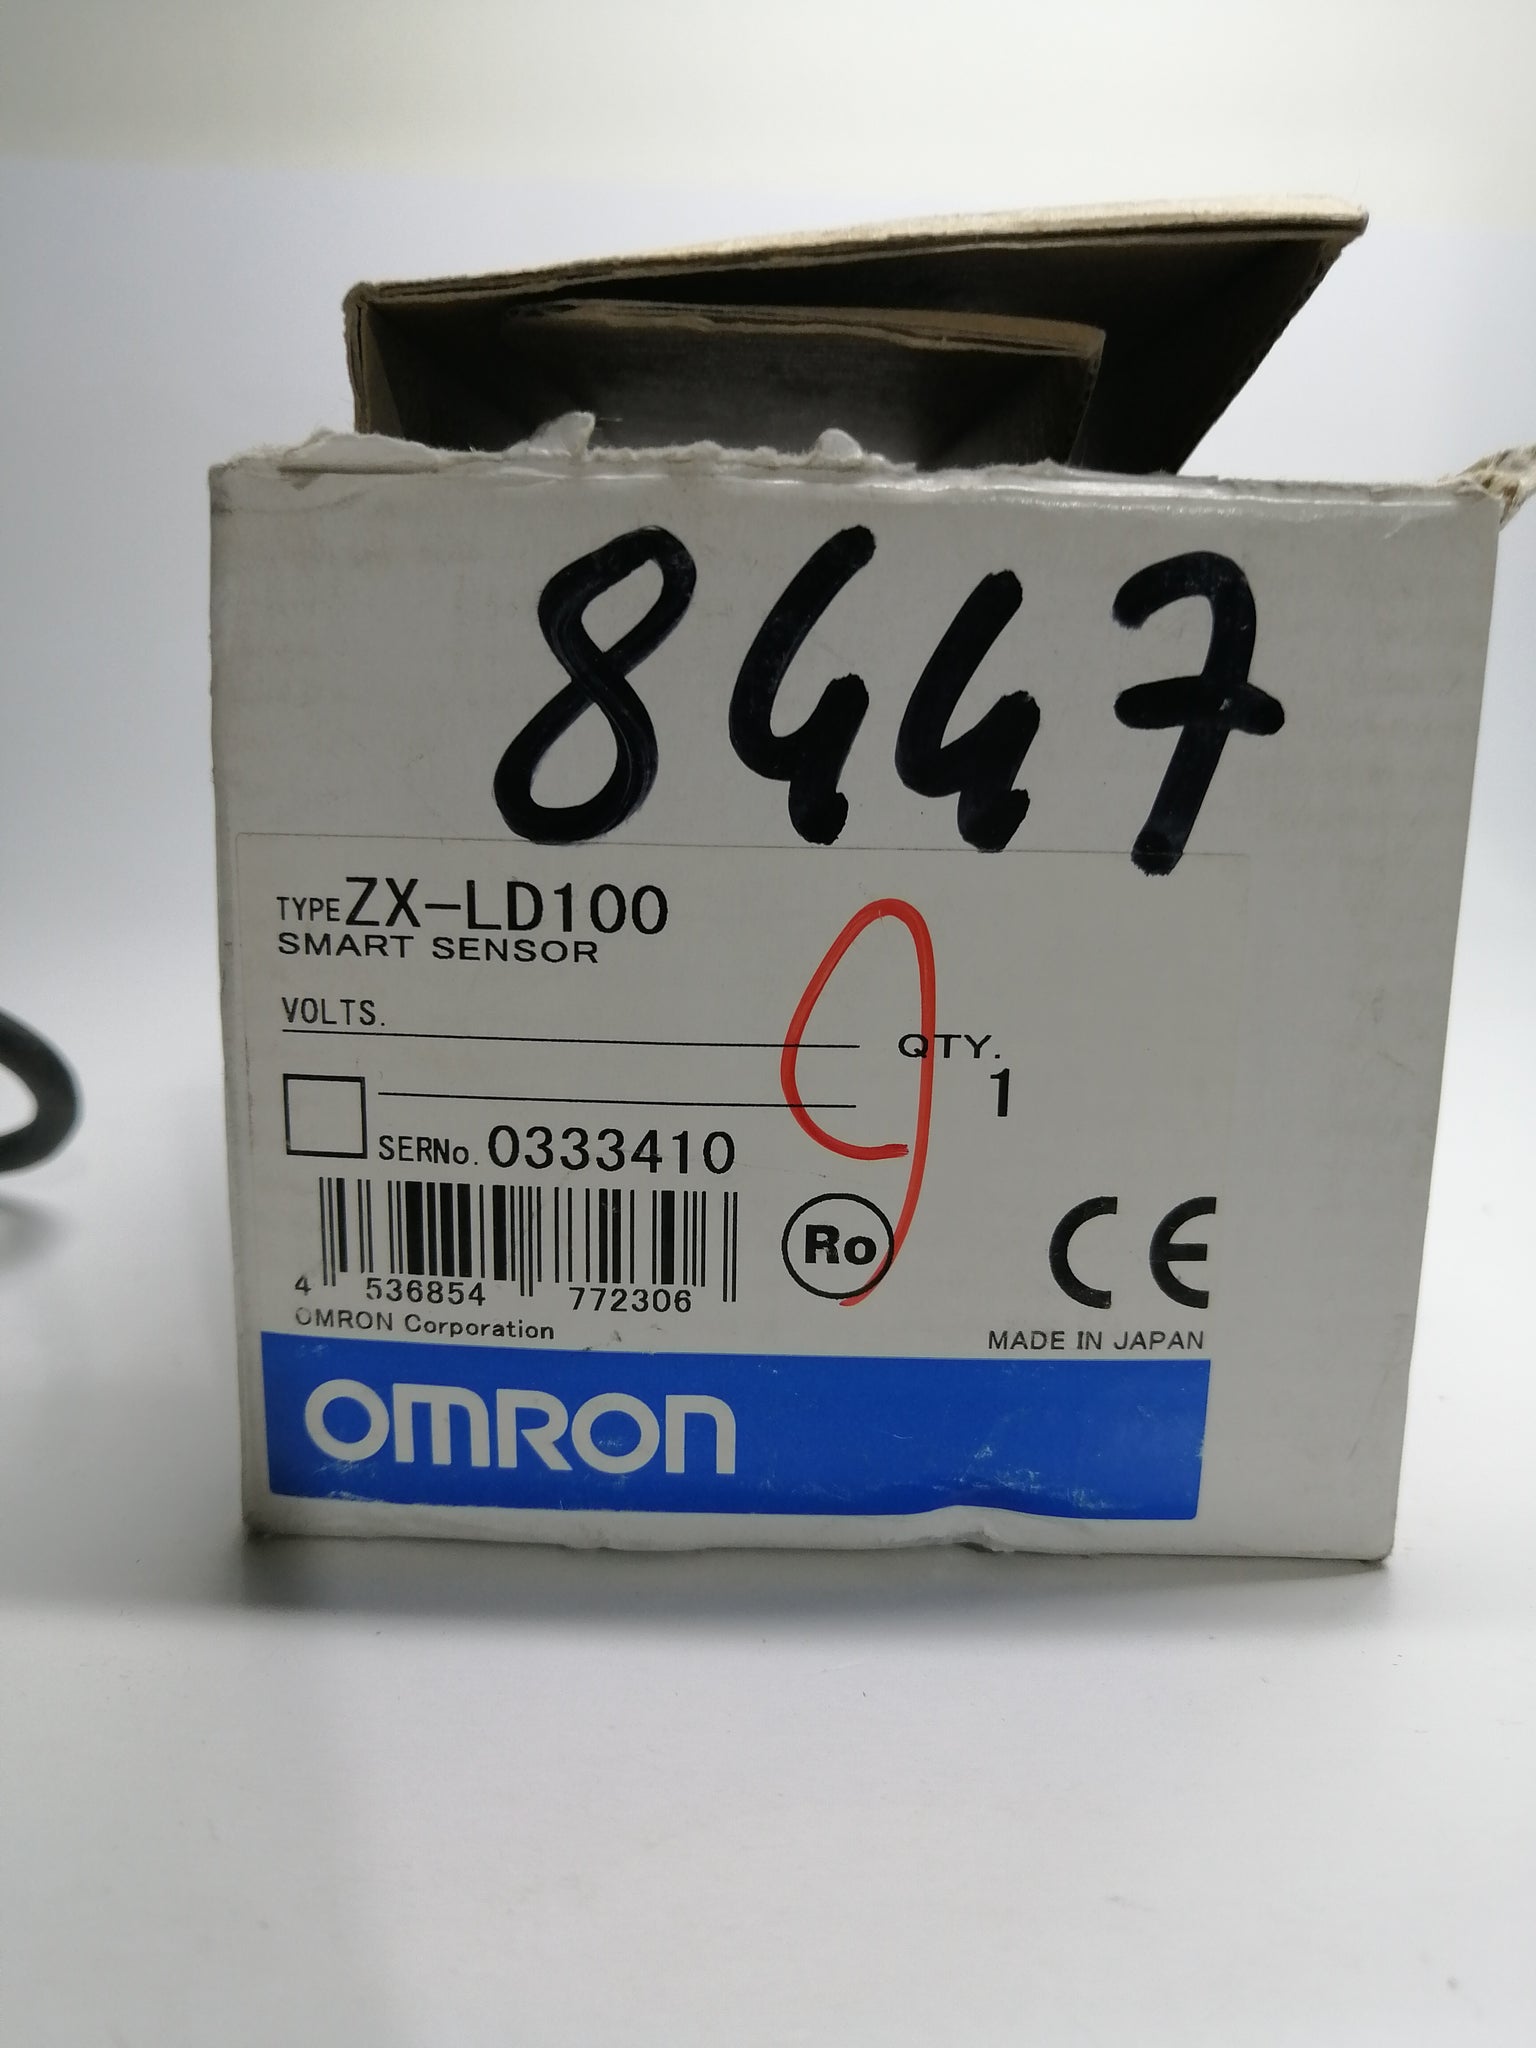 8447
TYPE ZX-LD100
SMART SENSOR
VOLTS.
QTY.
1
9
SERNo. 0333410
4 536854 772306
Ro
CE
OMRON Corporation
MADE IN JAPAN
OMRON